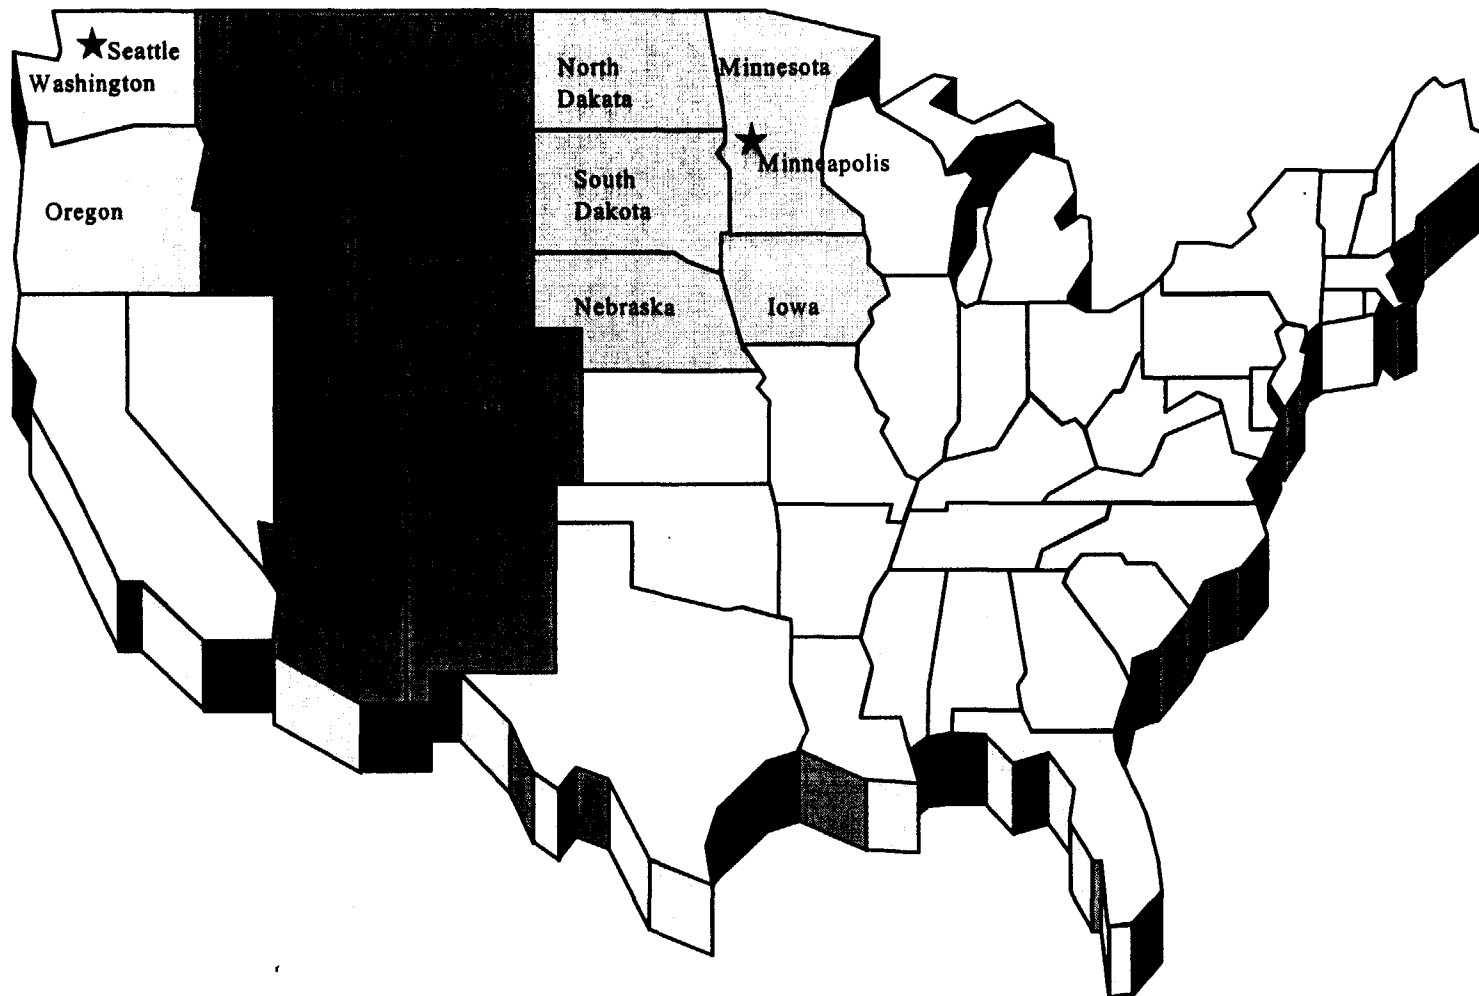 Seattle
Washington
Oregon
North
Dakata
South
Dakota
Nebraska
Minnesota
Minneapolis
Iowa